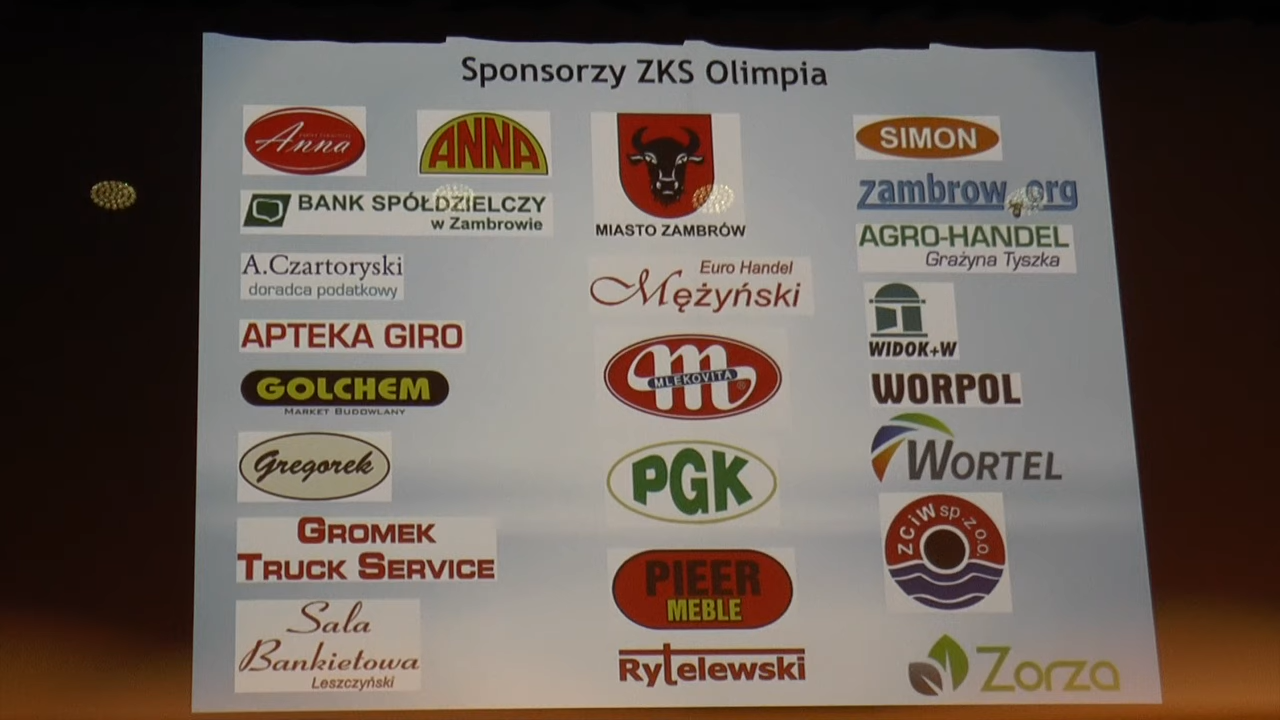 Sponsorzy ZKS Olimpia
Anna
ANNA
BANK SPÓŁDZIELCZY
w Zambrowie
A.Czartoryski
doradca podatkowy
APTEKA GIRO
GOLCHEM
MARKET BUDOWLANY
Gregorek
GROMEK
TRUCK SERVICE
Sala
Bankietowa
Leszczyński
MIASTO ZAMBRÓW
Euro Handel
Mężyński
m
MLEKOVITA
®
PGK
PIEER
MEBLE
Rytelewski
SIMON
zambrow.org
AGRO-HANDEL
Grażyna Tyszka
WIDOK+W
WORPOL
WORTEL
ZCiW sp.z o.o.
Zorza